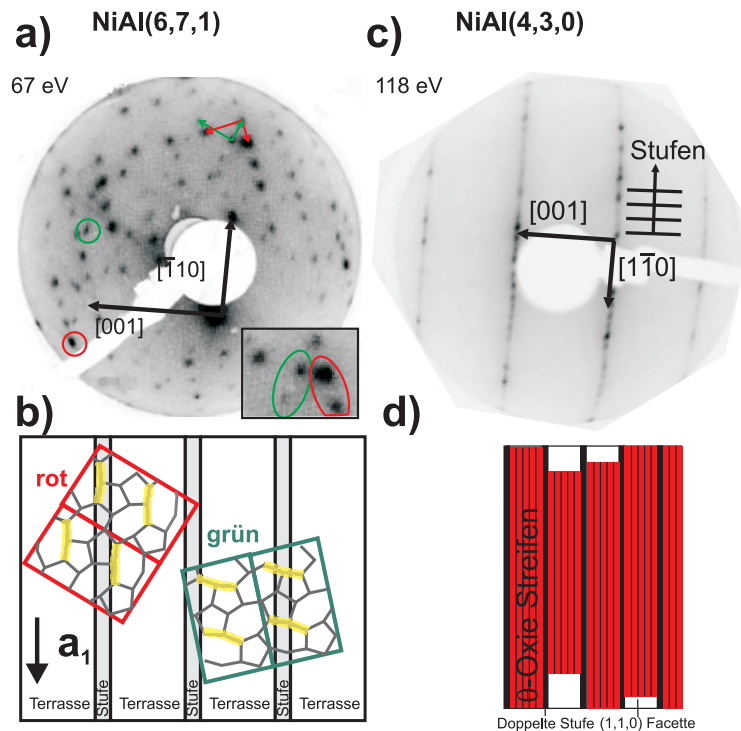 a)
NiAl(6,7,1)
67 eV
[1̅10]
[001]
c)
NiAl(4,3,0)
118 eV
Stufen
[001]
[11̅0]
b)
rot
grün
a1
Terrasse
Stufe
Terrasse
Stufe
Terrasse
Stufe
Terrasse
d)
θ-Oxie Streifen
Doppelte Stufe
(1,1,0) Facette